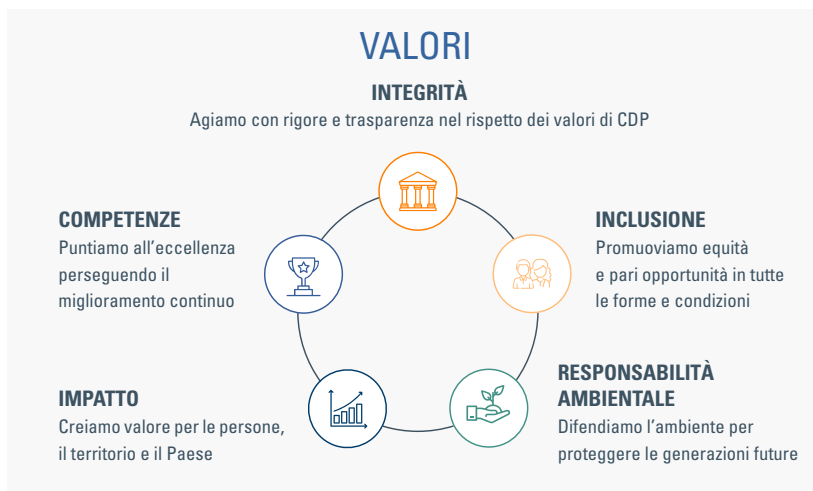 VALORI
INTEGRITÀ
Agiamo con rigore e trasparenza nel rispetto dei valori di CDP
COMPETENZE
Puntiamo all'eccellenza
perseguendo il
miglioramento continuo
INCLUSIONE
Promuoviamo equità
e pari opportunità in tutte
le forme e condizioni
IMPATTO
Creiamo valore per le persone,
il territorio e il Paese
RESPONSABILITÀ
AMBIENTALE
Difendiamo l'ambiente per
proteggere le generazioni future